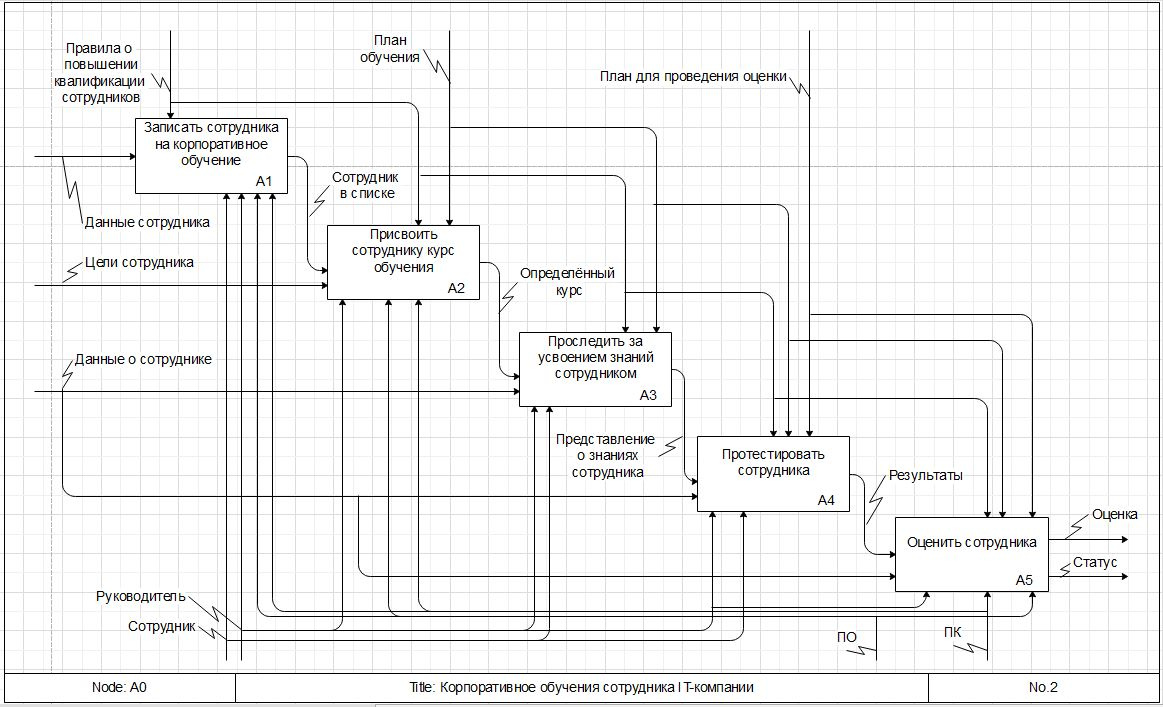 Правила о
повышении
квалификации
сотрудников
План
обучения
План для проведения оценки
Записать сотрудника
на корпоративное
обучение
A1
Данные сотрудника
Сотрудник
в списке
Цели сотрудника
Присвоить
сотруднику курс
обучения
A2
Определённый
курс
Данные о сотруднике
Проследить за
усвоением знаний
сотрудником
A3
Представление
о знаниях
сотрудника
Протестировать
сотрудника
A4
Результаты
Оценить сотрудника
A5
Оценка
Статус
Руководитель
Сотрудник
ПО
ПК
Node: A0
Title: Корпоративное обучения сотрудника IT-компании
No.2